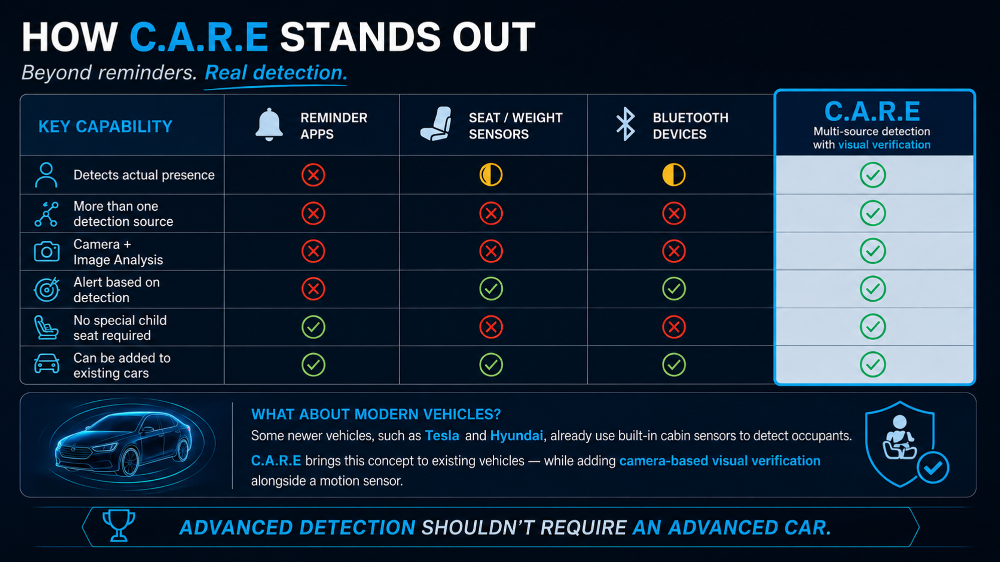 HOW C.A.R.E STANDS OUT
Beyond reminders. Real detection.
KEY CAPABILITY
REMINDER
APPS
SEAT / WEIGHT
SENSORS
BLUETOOTH
DEVICES
C.A.R.E
Multi-source detection
with visual verification
Detects actual presence
More than one
detection source
Camera +
Image Analysis
Alert based on
detection
No special child
seat required
Can be added to
existing cars
WHAT ABOUT MODERN VEHICLES?
Some newer vehicles, such as Tesla and Hyundai, already use built-in cabin sensors to detect occupants.
C.A.R.E brings this concept to existing vehicles — while adding camera-based visual verification
alongside a motion sensor.
ADVANCED DETECTION SHOULDN'T REQUIRE AN ADVANCED CAR.